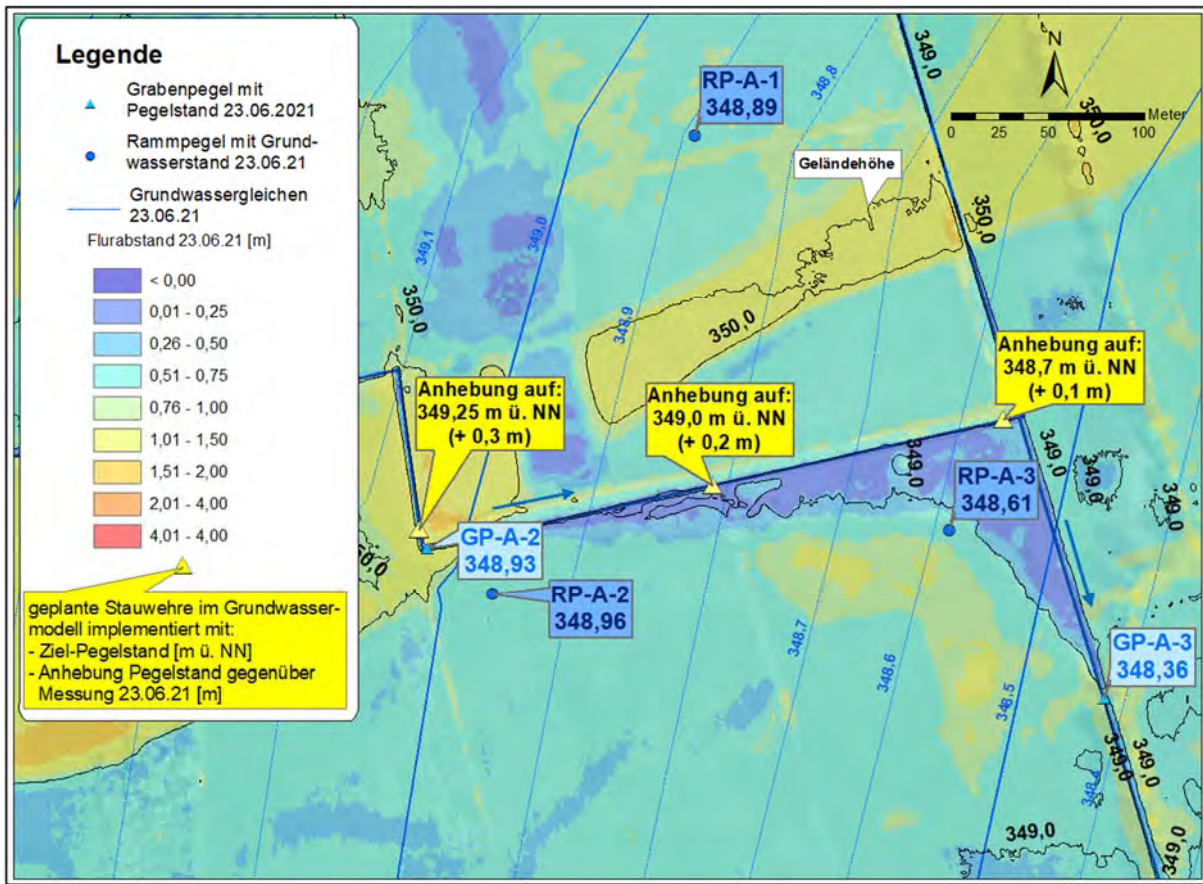 Legende
Grabenpegel mit
Pegelstand 23.06.2021
Rammpegel mit Grund-
wasserstand 23.06.21
Grundwassergleichen
23.06.21
Flurabstand 23.06.21 [m]
< 0,00
0,01 - 0,25
0,26 - 0,50
0,51 - 0,75
0,76 - 1,00
1,01 - 1,50
1,51 - 2,00
2,01 - 4,00
4,01 - 4,00
geplante Stauwehre im Grundwasser-
modell implementiert mit:
- Ziel-Pegelstand [m ü. NN]
- Anhebung Pegelstand gegenüber
Messung 23.06.21 [m]
RP-A-1
348,89
349,0
348,8
N
Meter
0
25
50
100
350,0
Geländehöhe
350,0
349,1
349,0
350,0
348,9
350,0
Anhebung auf:
349,25 m ü. NN
(+ 0,3 m)
Anhebung auf:
349,0 m ü. NN
(+ 0,2 m)
Anhebung auf:
348,7 m ü. NN
(+ 0,1 m)
349,0
349,0
349,0
349,0
RP-A-3
348,61
GP-A-2
348,93
RP-A-2
348,96
348,7
348,6
348,5
GP-A-3
348,36
349,0
349,0
349,0
349,0